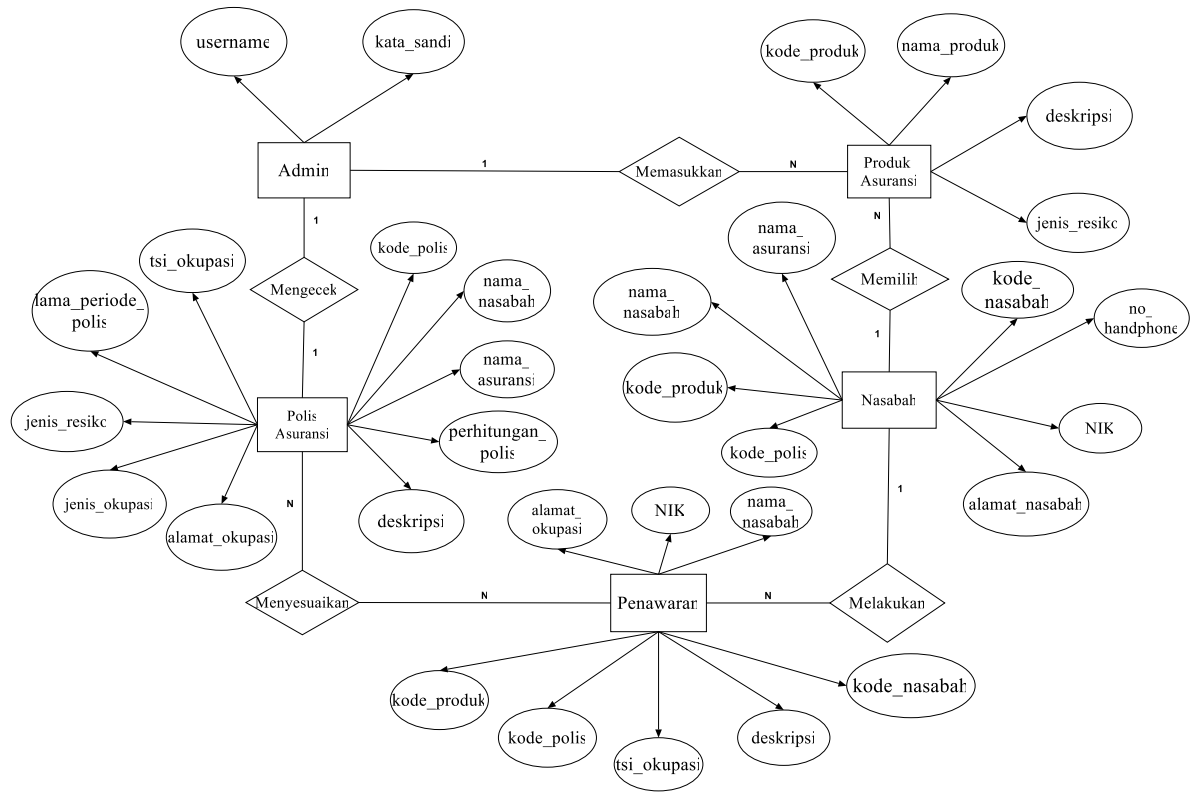 username
kata_sandi
kode_produk
nama_produk
deskripsi
Admin
1
Memasukkan
N
Produk
Asuransi
jenis_resiko
1
N
nama_
asuransi
kode_polis
tsi_okupasi
Mengecek
nama_
nasabah
lama_periode_
polis
nama_
nasabah
Memilih
kode_
nasabah
no_
handphone
1
1
nama_
asuransi
kode_produk
Nasabah
jenis_resiko
Polis
Asuransi
perhitungan_
polis
kode_polis
NIK
jenis_okupasi
N
alamat_okupasi
deskripsi
alamat_
okupasi
NIK
nama_
nasabah
1
alamat_nasabah
Menyesuaikan
N
Penawaran
N
Melakukan
kode_produk
kode_polis
tsi_okupasi
deskripsi
kode_nasabah